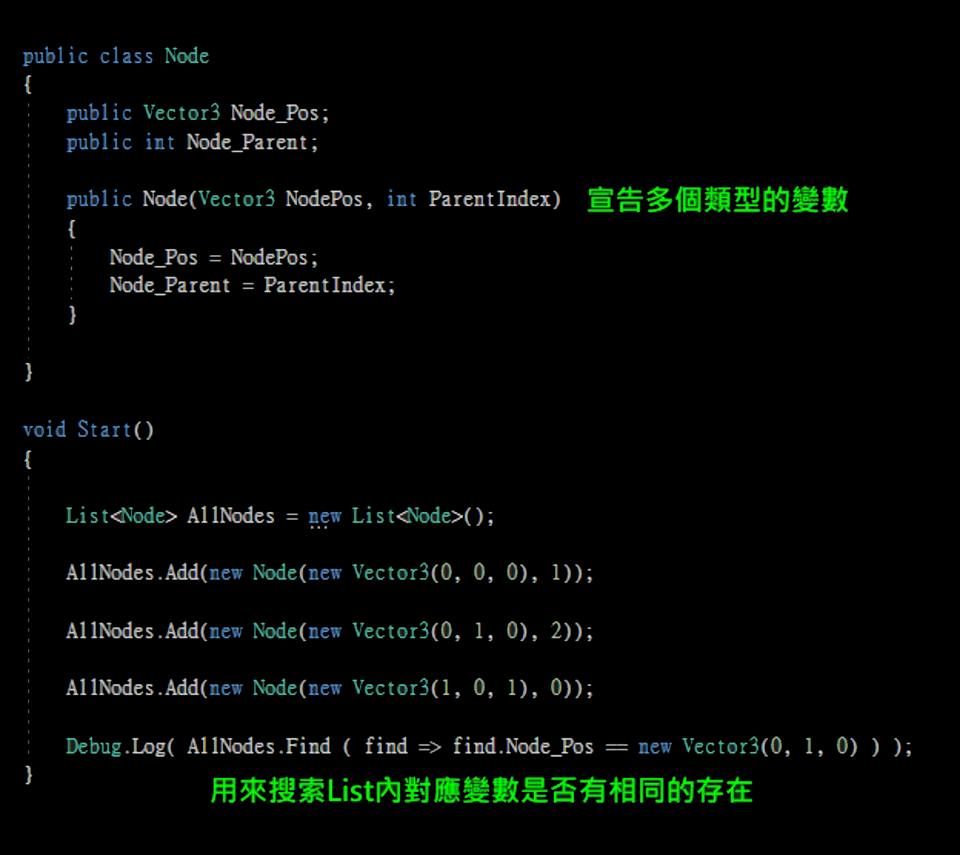 public class Node
{
public Vector3 Node_Pos;
public int Node_Parent;
public Node(Vector3 NodePos, int ParentIndex) 宣告多個類型的變數
{
Node_Pos = NodePos;
Node_Parent = ParentIndex;
}
}
void Start()
{
List<Node> AllNodes = new List<Node>();
AllNodes.Add(new Node(new Vector3(0, 0, 0), 1));
AllNodes.Add(new Node(new Vector3(0, 1, 0), 2));
AllNodes.Add(new Node(new Vector3(1, 0, 1), 0));
Debug.Log( AllNodes.Find ( find => find.Node_Pos == new Vector3(0, 1, 0) ) );
}
用來搜索List內對應變數是否有相同的存在